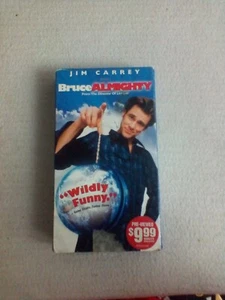 JIM CARREY
Bruce ALMIGHTY
"Wildly
Funny."
PRE-VIEWED
$9.99